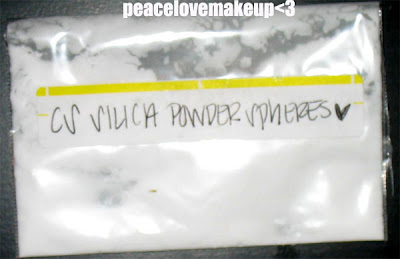 peacelovemakeup<3
CS SILICA POWDER SPHERES♥